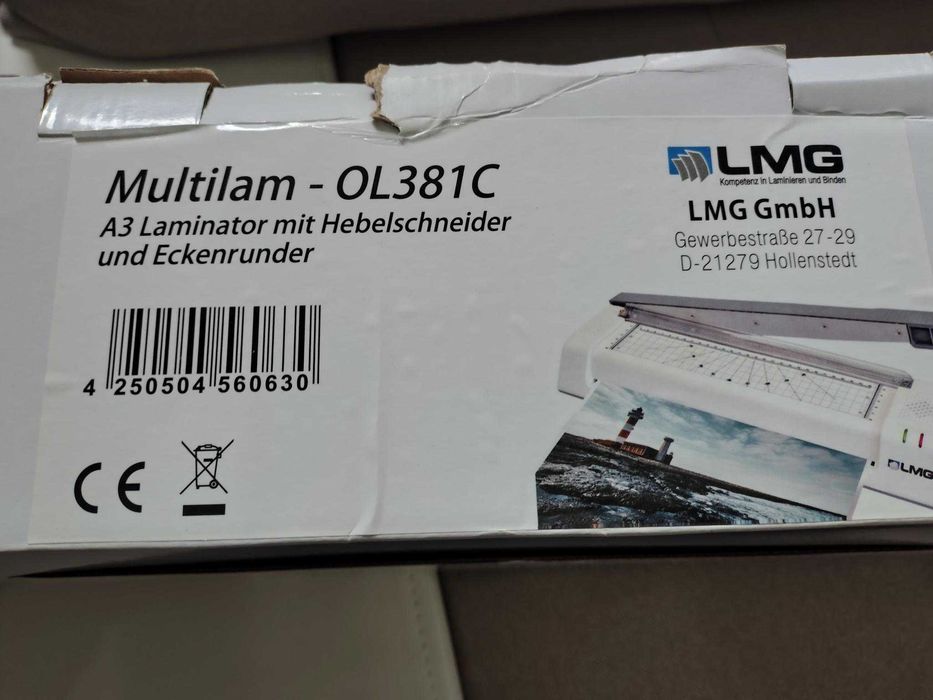 Multilam - OL381C
A3 Laminator mit Hebelschneider
und Eckenrunder
4 250504 560630
CE
LMG
Kompetenz in Laminieren und Binden
LMG GmbH
Gewerbestraße 27-29
D-21279 Hollenstedt
LMG